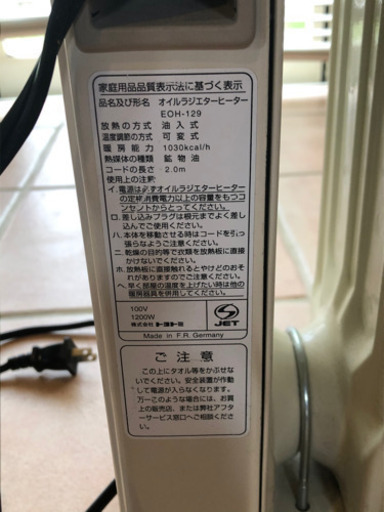 家庭用品品質表示法に基づく表示
品名及び形名 オイルラジエターヒーター
EOH-129
放熱の方式 油入式
温度調節の方式 可変式
暖房能力 1030kcal/h
熱媒体の種類 鉱物油
コードの長さ 2.0m
使用上の注意
イ.電源は必ずオイルラジエターヒーター
の定格消費電力以上の容量をもつコ
ンセントからとってください。
ロ.差し込みプラグは根元までよく差し
込んでください。
ハ.本体を移動させる時はコードを引っ
張らなようご注意ください。
ニ.乾燥の目的等で衣類を放熱板に直接
かけないでください。
ホ.放熱板に直接触れるとやけどのおそ
れがありますのでご注意ください。
ヘ.早く部屋の温度を上げたい時は他の
暖房器具を併用してください。
100V
1200W
株式会社 トヨトミ
JET
Made in F.R. Germany
ご注意
この上にタオル等をかぶせな
いでください。安全装置が作動
して電源が入らなくなります。
万一このような場合には、お買
上の販売店、または弊社アフタ
ーサービス窓口へご相談ください。